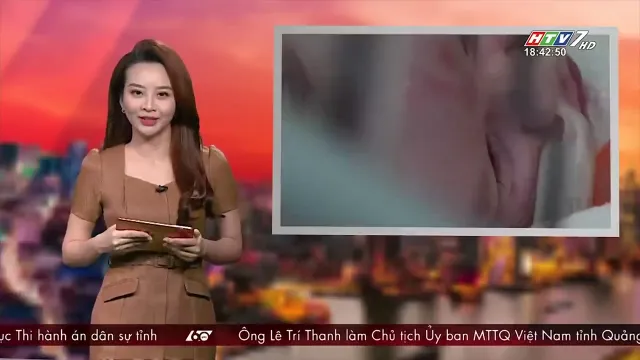 HTV7 HD
18:42:50
ục Thi hành án dân sự tỉnh 60 Ông Lê Trí Thanh làm Chủ tịch Ủy ban MTTQ Việt Nam tỉnh Quảng